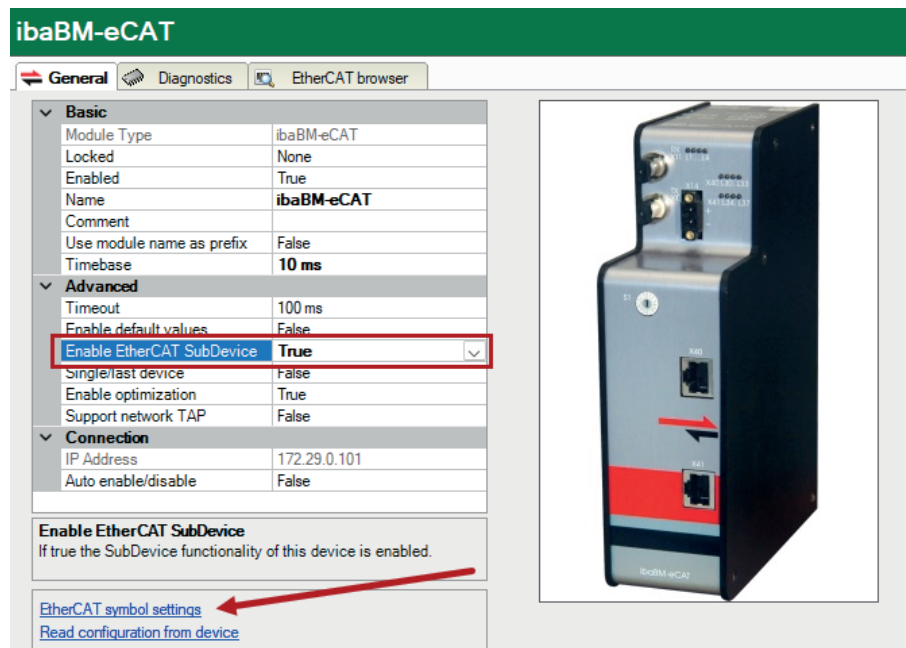 ibaBM-eCAT
General Diagnostics EtherCAT browser
Basic
Module Type ibaBM-eCAT
Locked None
Enabled True
Name ibaBM-eCAT
Comment
Use module name as prefix False
Timebase 10 ms
Advanced
Timeout 100 ms
Enable default values False
Enable EtherCAT SubDevice True
Single/last device False
Enable optimization True
Support network TAP False
Connection
IP Address 172.29.0.101
Auto enable/disable False
Enable EtherCAT SubDevice
If true the SubDevice functionality of this device is enabled.
EtherCAT symbol settings
Read configuration from device
X14
+
-
S1
X40
X41
ibaBM-eCAT